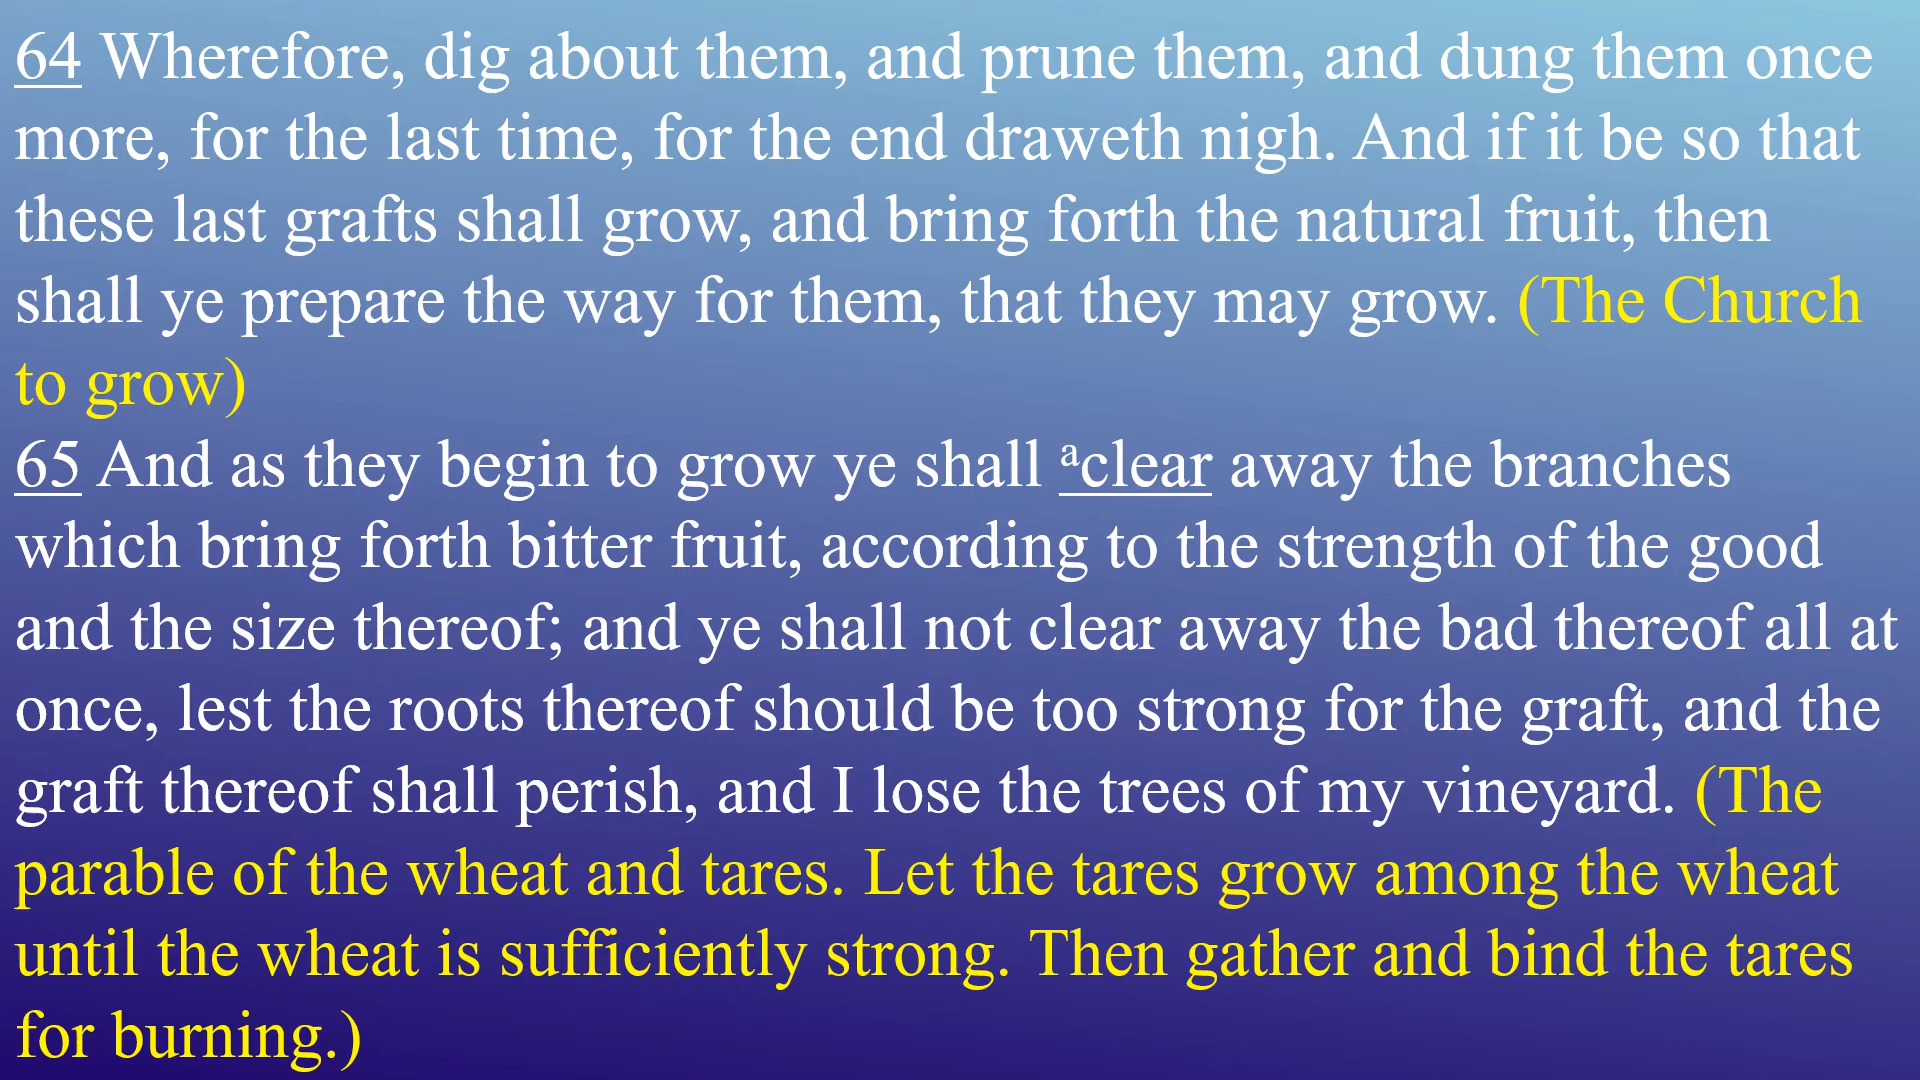 64 Wherefore, dig about them, and prune them, and dung them once
more, for the last time, for the end draweth nigh. And if it be so that
these last grafts shall grow, and bring forth the natural fruit, then
shall ye prepare the way for them, that they may grow. (The Church
to grow)
65 And as they begin to grow ye shall ᵃclear away the branches
which bring forth bitter fruit, according to the strength of the good
and the size thereof; and ye shall not clear away the bad thereof all at
once, lest the roots thereof should be too strong for the graft, and the
graft thereof shall perish, and I lose the trees of my vineyard. (The
parable of the wheat and tares. Let the tares grow among the wheat
until the wheat is sufficiently strong. Then gather and bind the tares
for burning.)